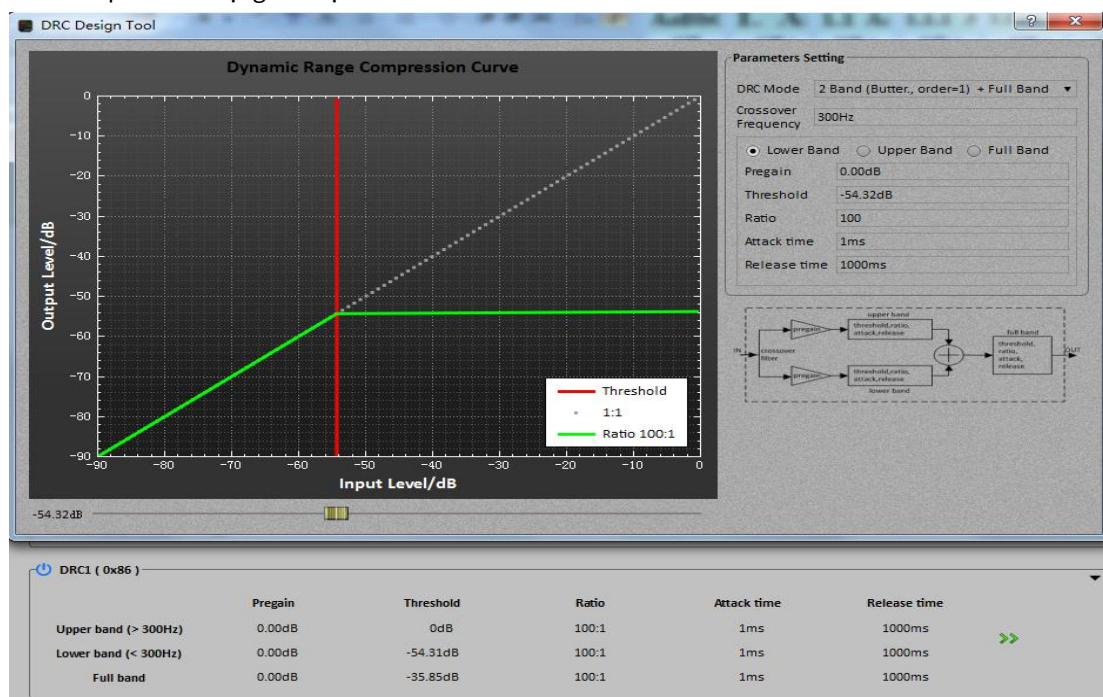 DRC Design Tool
Dynamic Range Compression Curve
0
-10
-20
-30
-40
-50
-60
-70
-80
-90
Output Level/dB
-90 -80 -70 -60 -50 -40 -30 -20 -10 0
Input Level/dB
Threshold
1:1
Ratio 100:1
-54.32dB
Parameters Setting
DRC Mode 2 Band (Butter., order=1) + Full Band
Crossover Frequency 300Hz
Lower Band Upper Band Full Band
Pregain 0.00dB
Threshold -54.32dB
Ratio 100
Attack time 1ms
Release time 1000ms
IN
crossover
filter
pregain
upper band
threshold,ratio,
attack,release
pregain
threshold,ratio,
attack,release
lower band
full band
threshold,
ratio,
attack,
release
OUT
DRC1 ( 0x86 )
Pregain Threshold Ratio Attack time Release time
Upper band (> 300Hz) 0.00dB 0dB 100:1 1ms 1000ms
Lower band (< 300Hz) 0.00dB -54.31dB 100:1 1ms 1000ms
Full band 0.00dB -35.85dB 100:1 1ms 1000ms